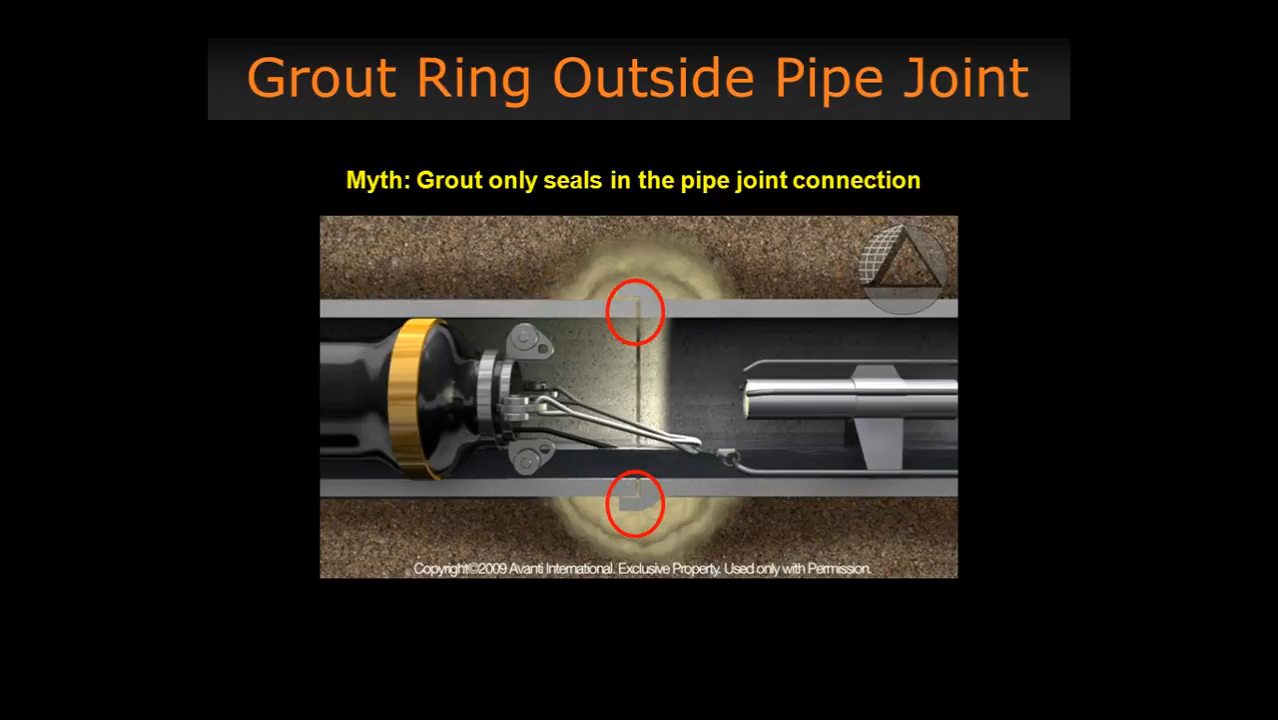 Grout Ring Outside Pipe Joint
Myth: Grout only seals in the pipe joint connection
Copyright©2009 Avanti International. Exclusive Property. Used only with Permission.